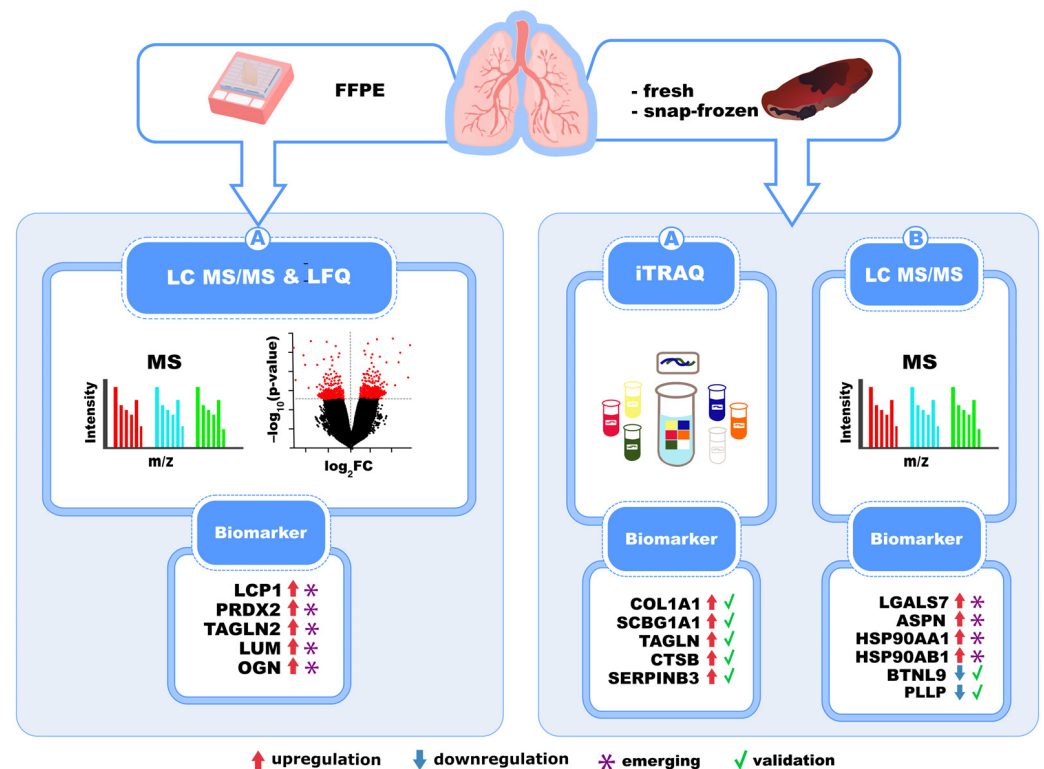 FFPE
- fresh
- snap-frozen
A
LC MS/MS & LFQ
MS
Intensity
m/z
–log10(p-value)
log2FC
Biomarker
LCP1
PRDX2
TAGLN2
LUM
OGN
A
iTRAQ
Biomarker
COL1A1
SCBG1A1
TAGLN
CTSB
SERPINB3
B
LC MS/MS
MS
Intensity
m/z
Biomarker
LGALS7
ASPN
HSP90AA1
HSP90AB1
BTNL9
PLLP
upregulation downregulation emerging validation